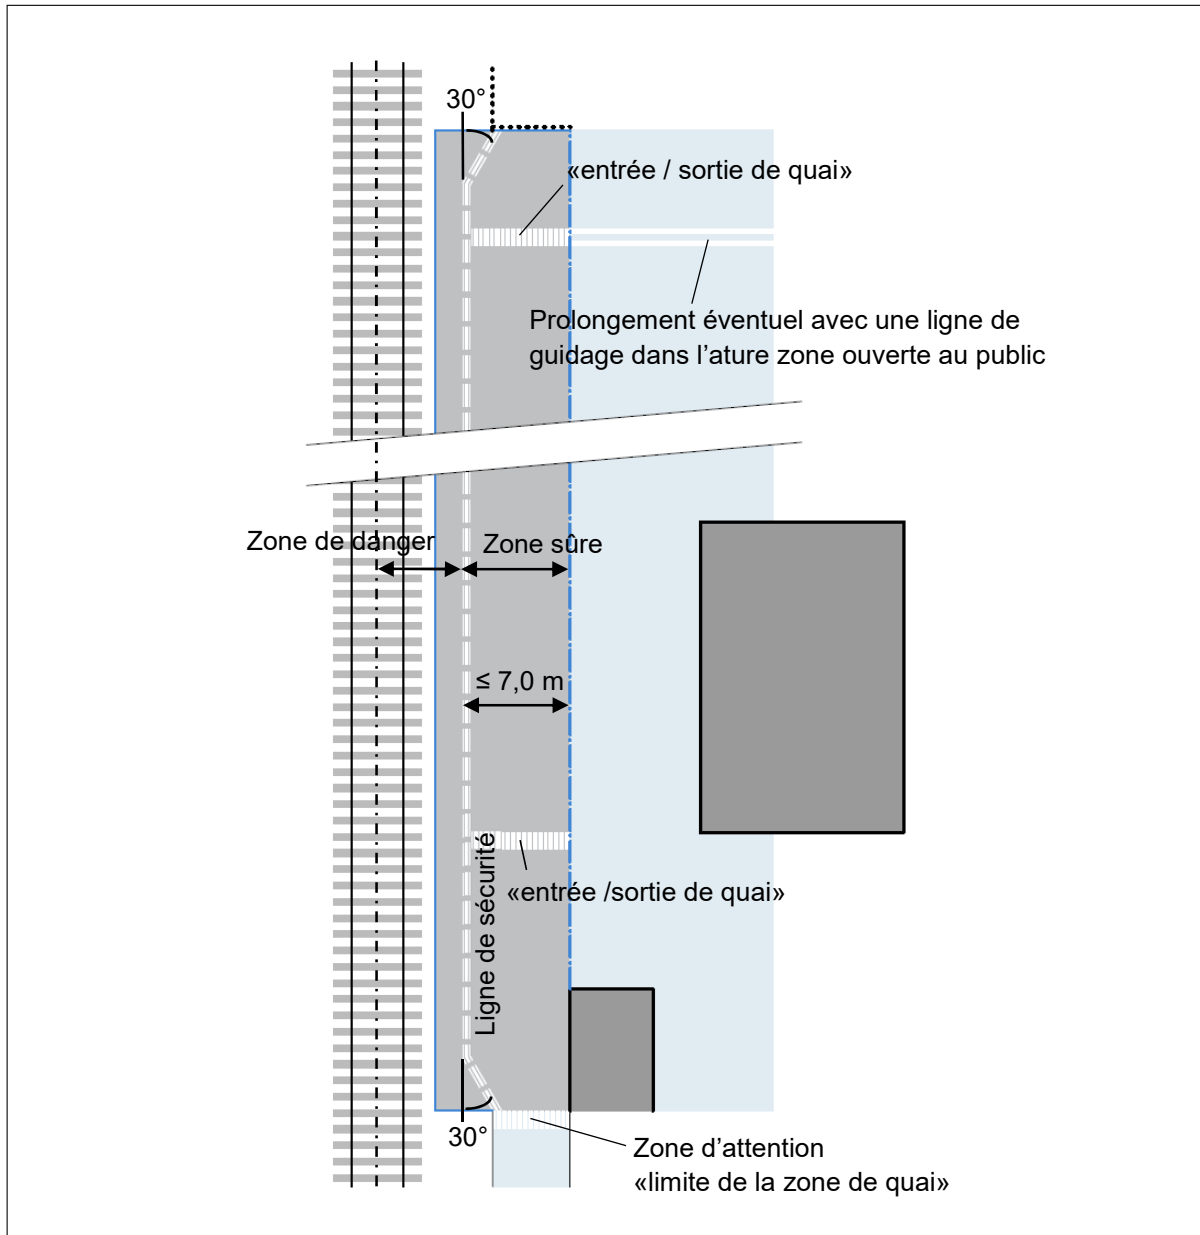 30°
«entrée / sortie de quai»
Prolongement éventuel avec une ligne de
guidage dans l'ature zone ouverte au public
Zone de danger
Zone sûre
≤ 7,0 m
Ligne de sécurité
«entrée /sortie de quai»
30°
Zone d'attention
«limite de la zone de quai»